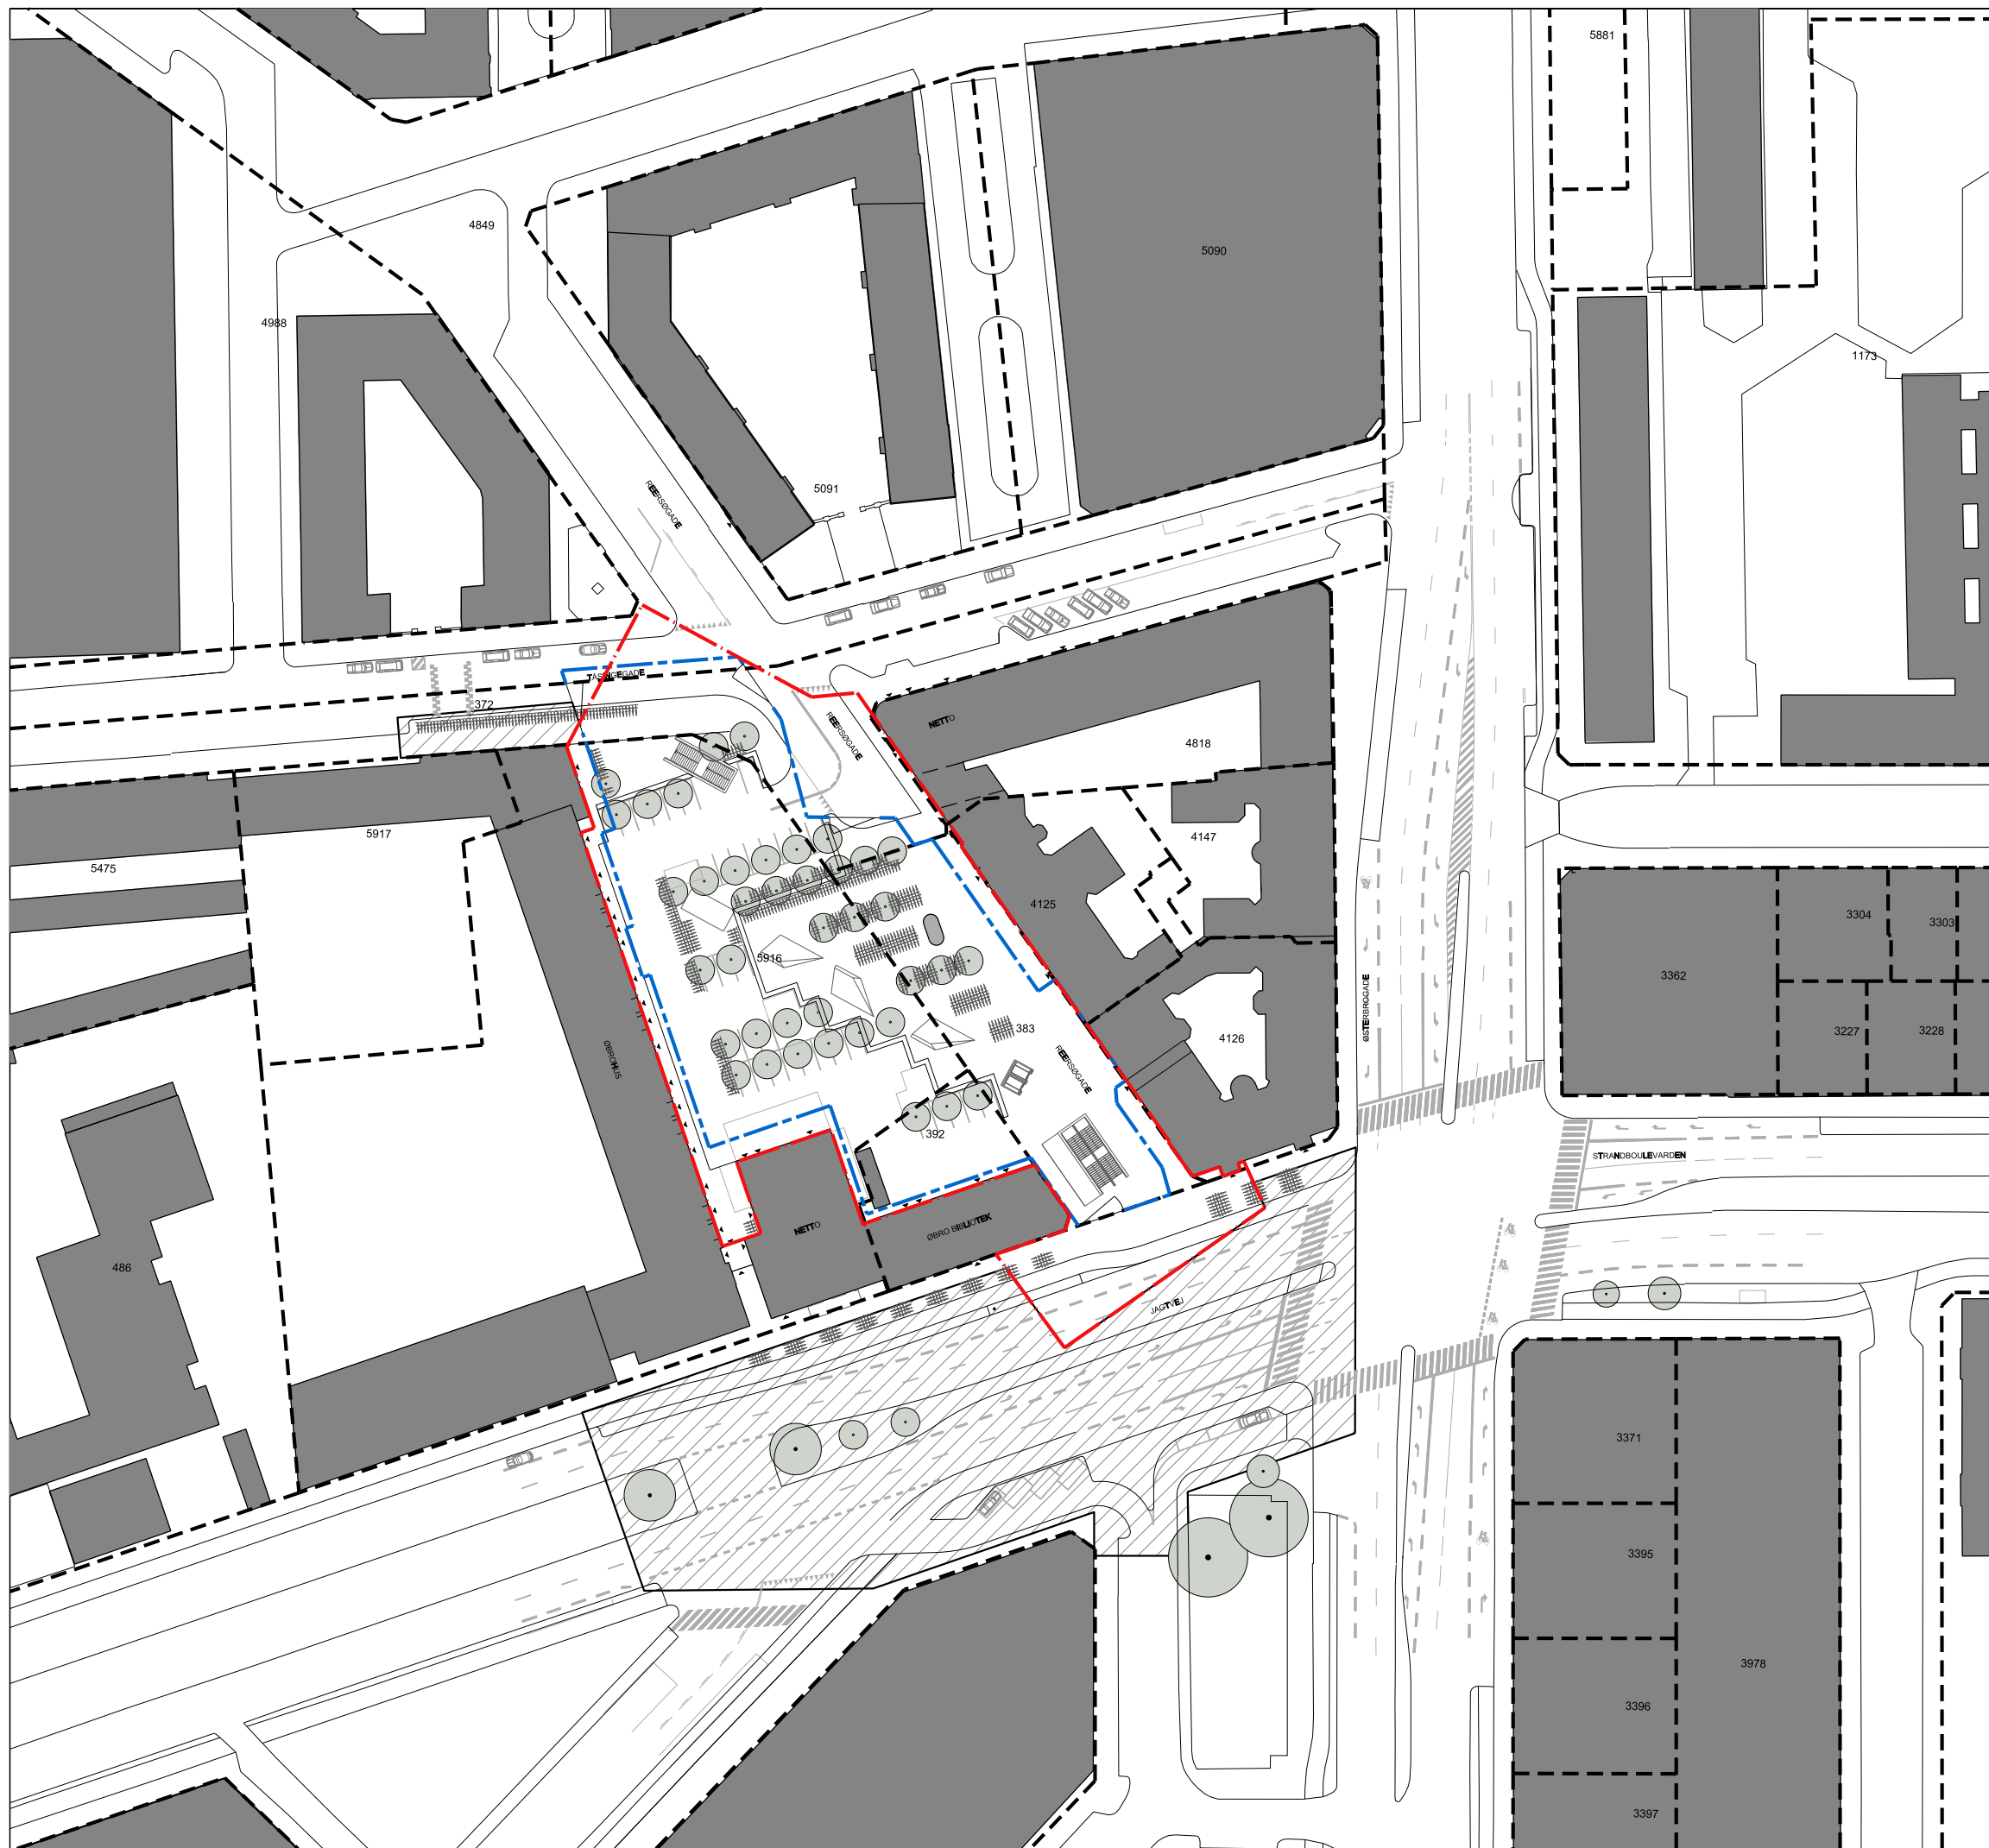 5881
4849
5090
4988
1173
REERSØGADE
5091
TÅSINGEGADE
372
REERSØGADE
NETTO
4818
5917
4147
5475
4125
3304
3303
5916
3362
ØSTERBROGADE
383
3227
3228
4126
ØBROHUS
REERSØGADE
392
STRANDBOULEVARDEN
NETTO
ØBRO BIBLIOTEK
486
JAGTVEJ
3371
3395
3978
3396
3397